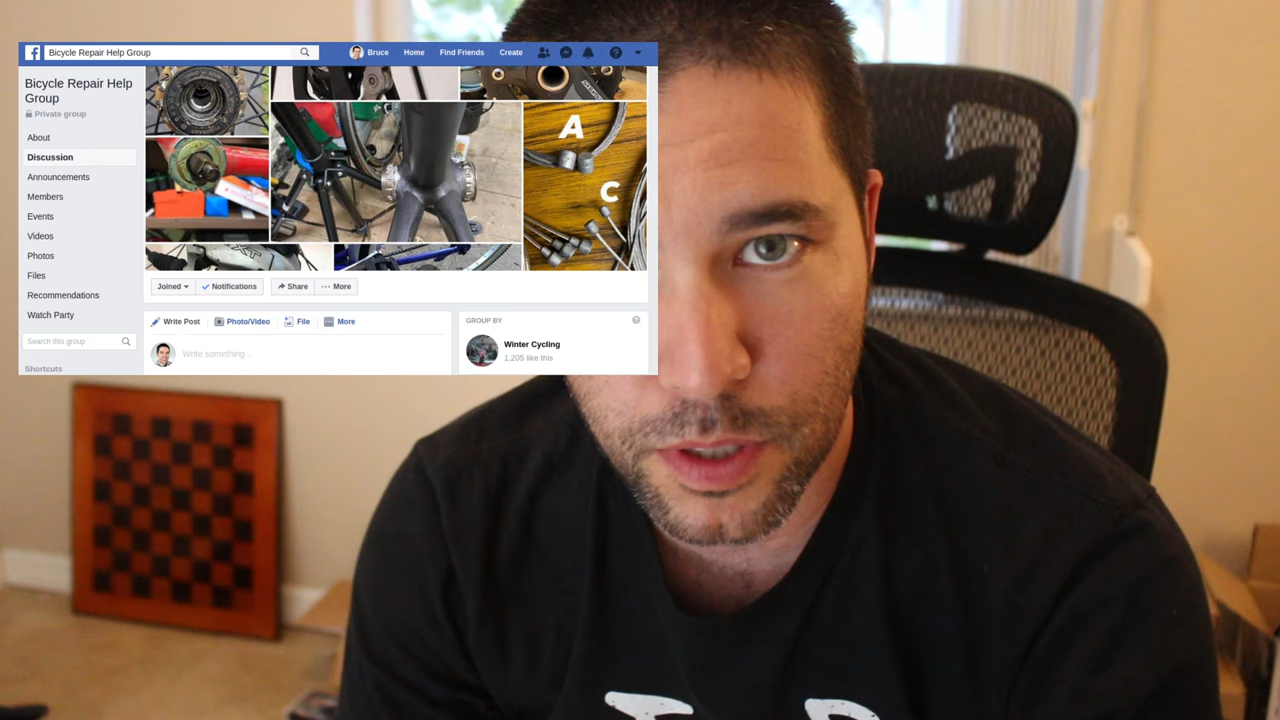 Bicycle Repair Help Group
Bruce
Home
Find Friends
Create
Bicycle Repair Help
Group
Private group
About
Discussion
Announcements
Members
Events
Videos
Photos
Files
Recommendations
Watch Party
Search this group
Shortcuts
A
C
Joined
Notifications
Share
More
Write Post
Photo/Video
File
More
Write something...
GROUP BY
Winter Cycling
1,205 like this